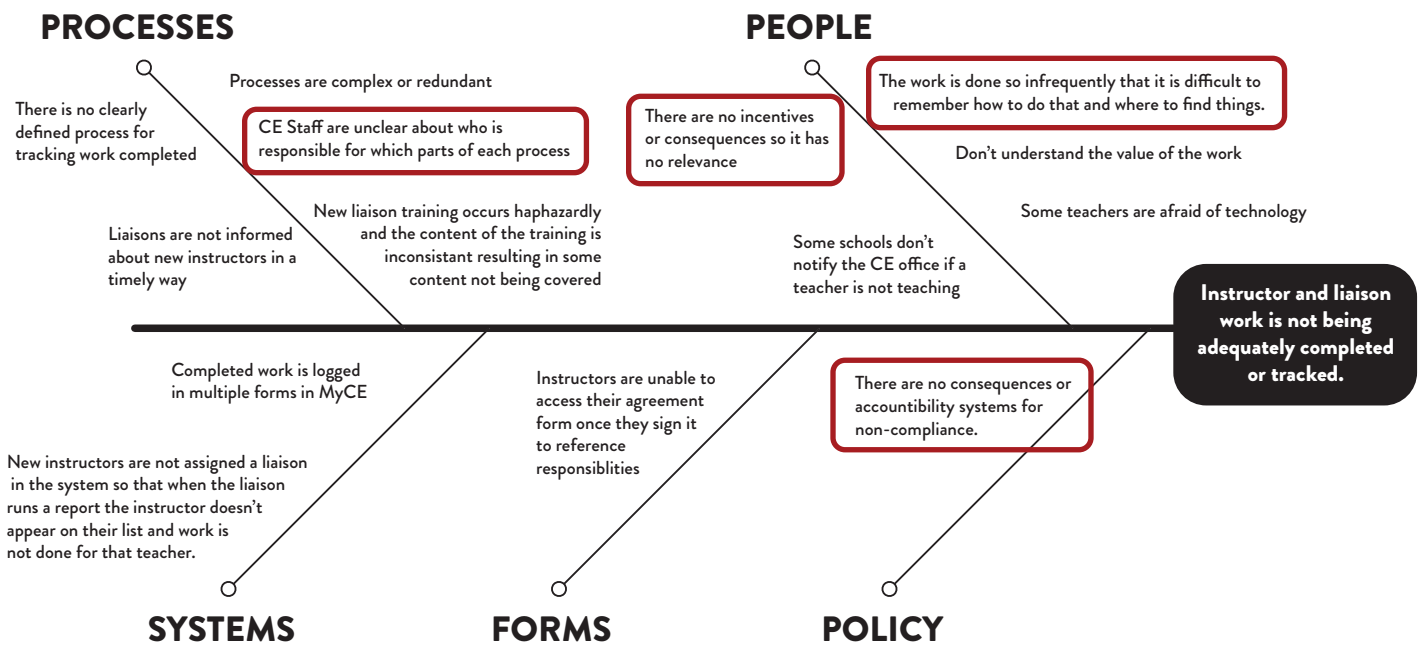 PROCESSES
There is no clearly
defined process for
tracking work completed
Processes are complex or redundant
CE Staff are unclear about who is
responsible for which parts of each process
Liaisons are not informed
about new instructors in a
timely way
New liaison training occurs haphazardly
and the content of the training is
inconsistant resulting in some
content not being covered
PEOPLE
There are no incentives
or consequences so it has
no relevance
The work is done so infrequently that it is difficult to
remember how to do that and where to find things.
Don't understand the value of the work
Some teachers are afraid of technology
Some schools don't
notify the CE office if a
teacher is not teaching
Instructor and liaison
work is not being
adequately completed
or tracked.
Completed work is logged
in multiple forms in MyCE
New instructors are not assigned a liaison
in the system so that when the liaison
runs a report the instructor doesn't
appear on their list and work is
not done for that teacher.
SYSTEMS
Instructors are unable to
access their agreement
form once they sign it
to reference
responsiblities
FORMS
There are no consequences or
accountibility systems for
non-compliance.
POLICY